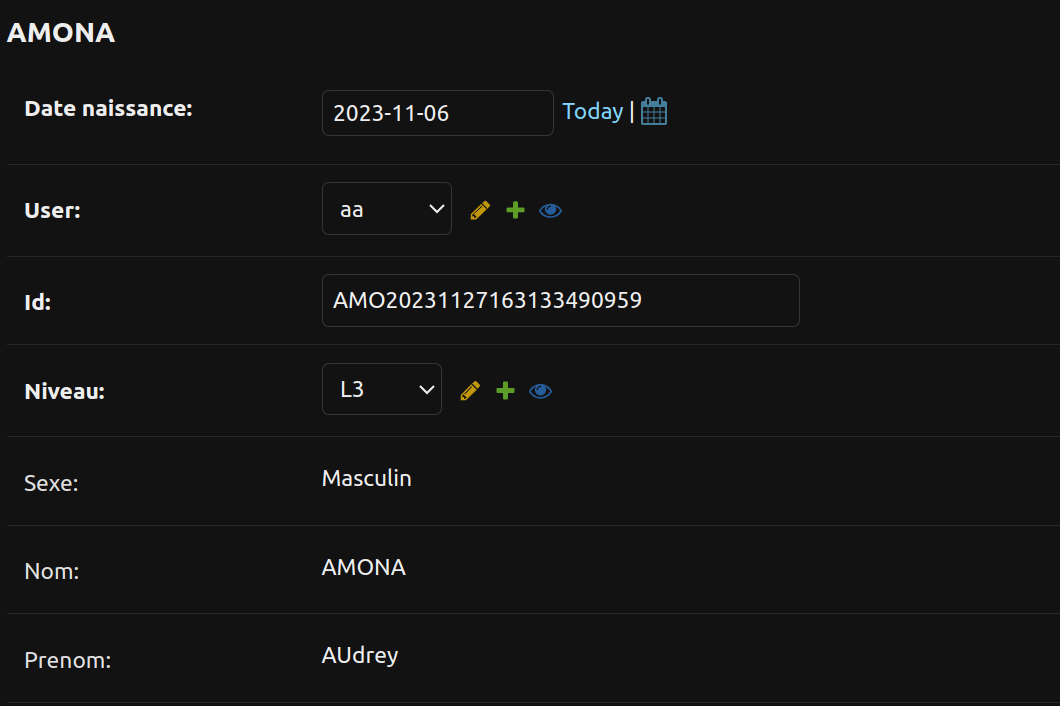 AMONA
Date naissance: 2023-11-06 Today |
User: aa
Id: AMO20231127163133490959
Niveau: L3
Sexe: Masculin
Nom: AMONA
Prenom: AUdrey